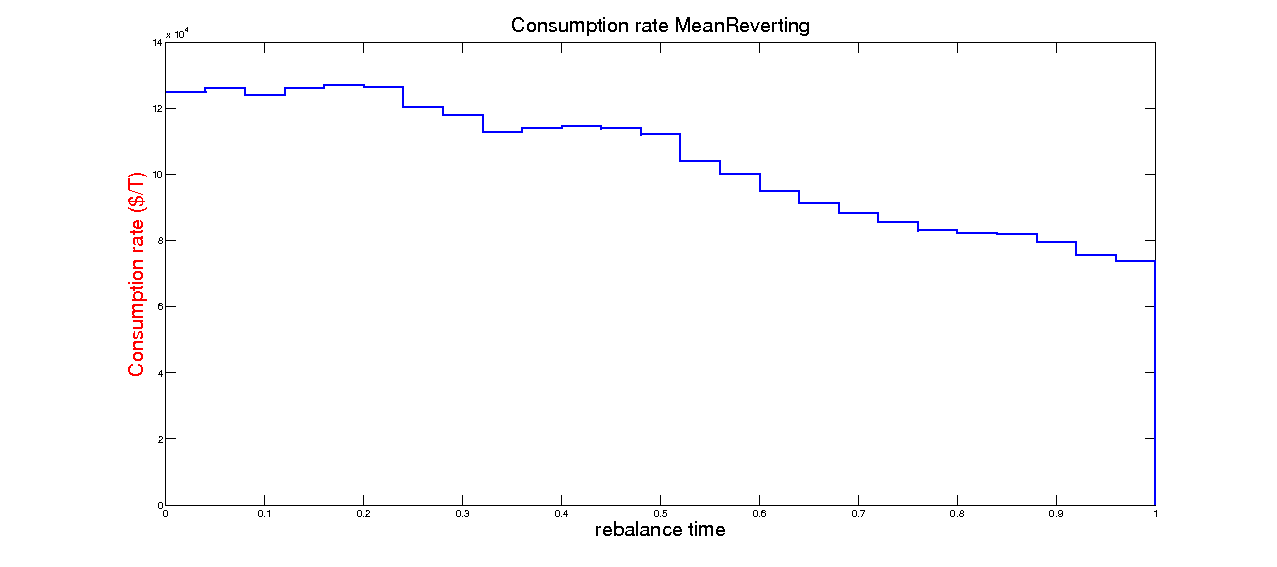 Consumption rate MeanReverting
x 10^4
14
12
10
8
6
4
2
0
Consumption rate ($/T)
0 0.1 0.2 0.3 0.4 0.5 0.6 0.7 0.8 0.9 1
rebalance time